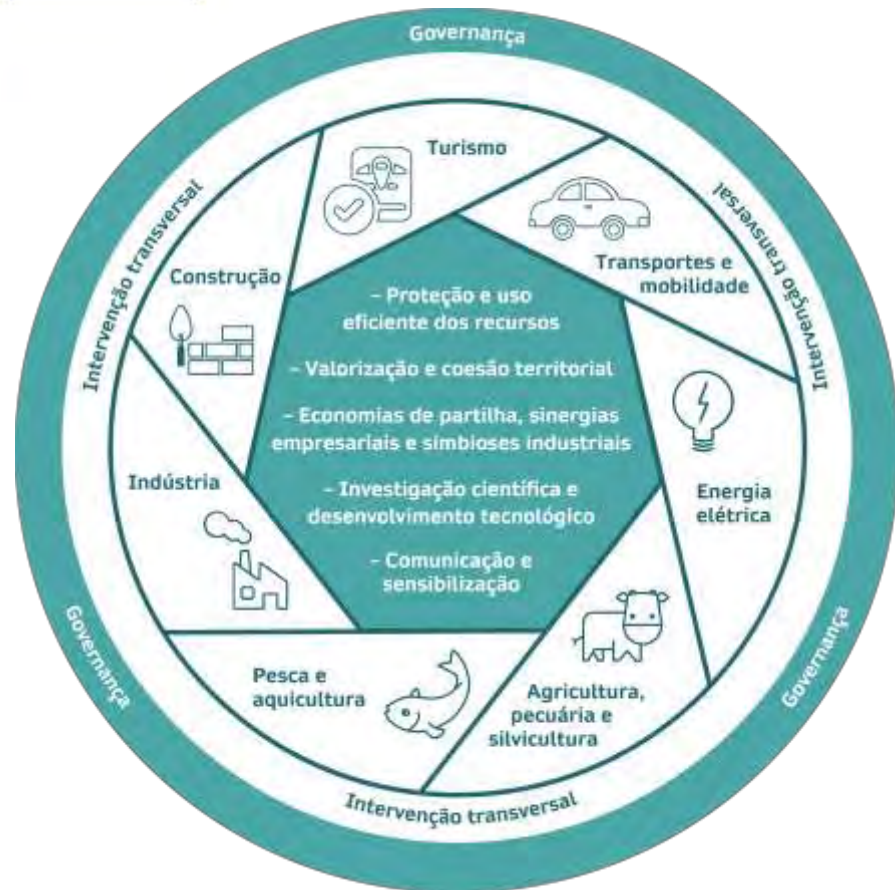 Governança
Intervenção transversal
Intervenção transversal
Turismo
Transportes e
mobilidade
Construção
– Proteção e uso
eficiente dos recursos
– Valorização e coesão territorial
– Economias de partilha, sinergias
empresariais e simbioses industriais
– Investigação científica e
desenvolvimento tecnológico
– Comunicação e
sensibilização
Indústria
Energia
elétrica
Pesca e
aquicultura
Agricultura,
pecuária e
silvicultura
Governança
Governança
Intervenção transversal